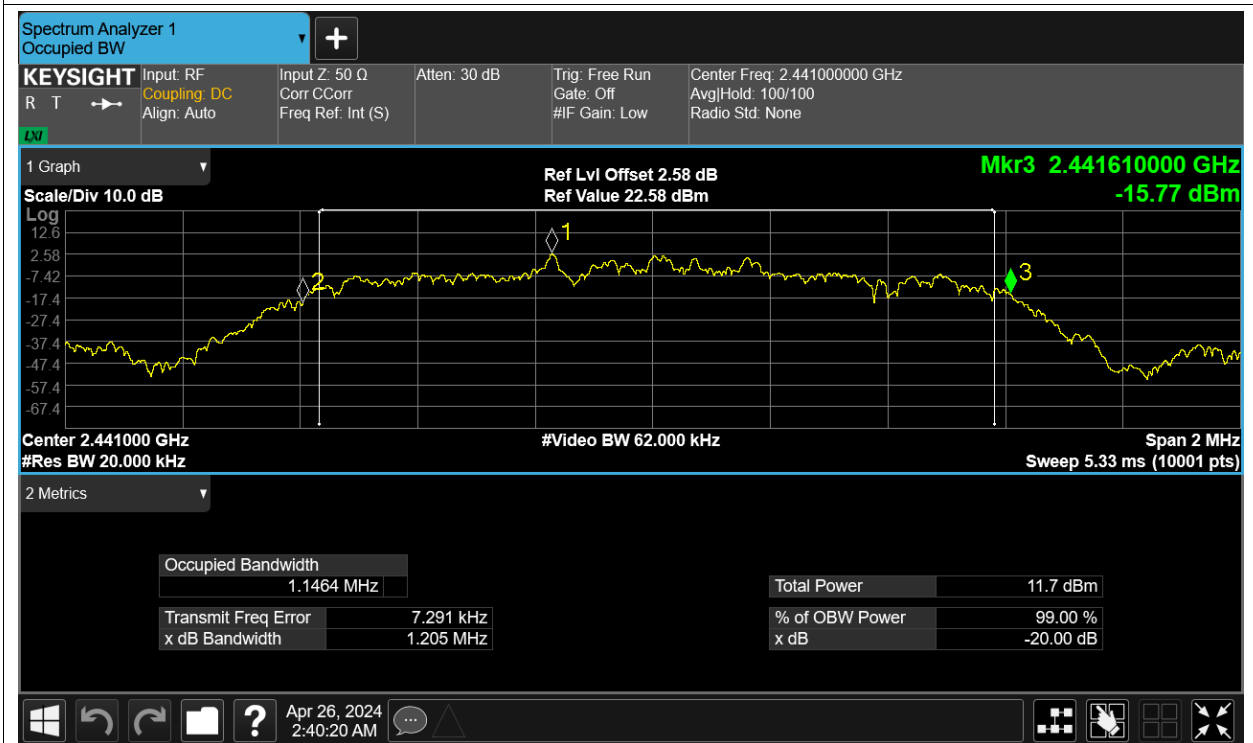 Spectrum Analyzer 1
Occupied BW
KEYSIGHT
R T
LXI
Input: RF
Coupling: DC
Align: Auto
Input Z: 50 Ω
Corr CCorr
Freq Ref: Int (S)
Atten: 30 dB
Trig: Free Run
Gate: Off
#IF Gain: Low
Center Freq: 2.441000000 GHz
Avg|Hold: 100/100
Radio Std: None
1 Graph
Scale/Div 10.0 dB
Ref Lvl Offset 2.58 dB
Ref Value 22.58 dBm
Mkr3 2.441610000 GHz
-15.77 dBm
Log
12.6
2.58
-7.42
-17.4
-27.4
-37.4
-47.4
-57.4
-67.4
1
2
3
Center 2.441000 GHz
#Video BW 62.000 kHz
Span 2 MHz
#Res BW 20.000 kHz
Sweep 5.33 ms (10001 pts)
2 Metrics
Occupied Bandwidth
1.1464 MHz
Total Power 11.7 dBm
Transmit Freq Error 7.291 kHz
% of OBW Power 99.00 %
x dB Bandwidth 1.205 MHz
x dB -20.00 dB
?
Apr 26, 2024
2:40:20 AM